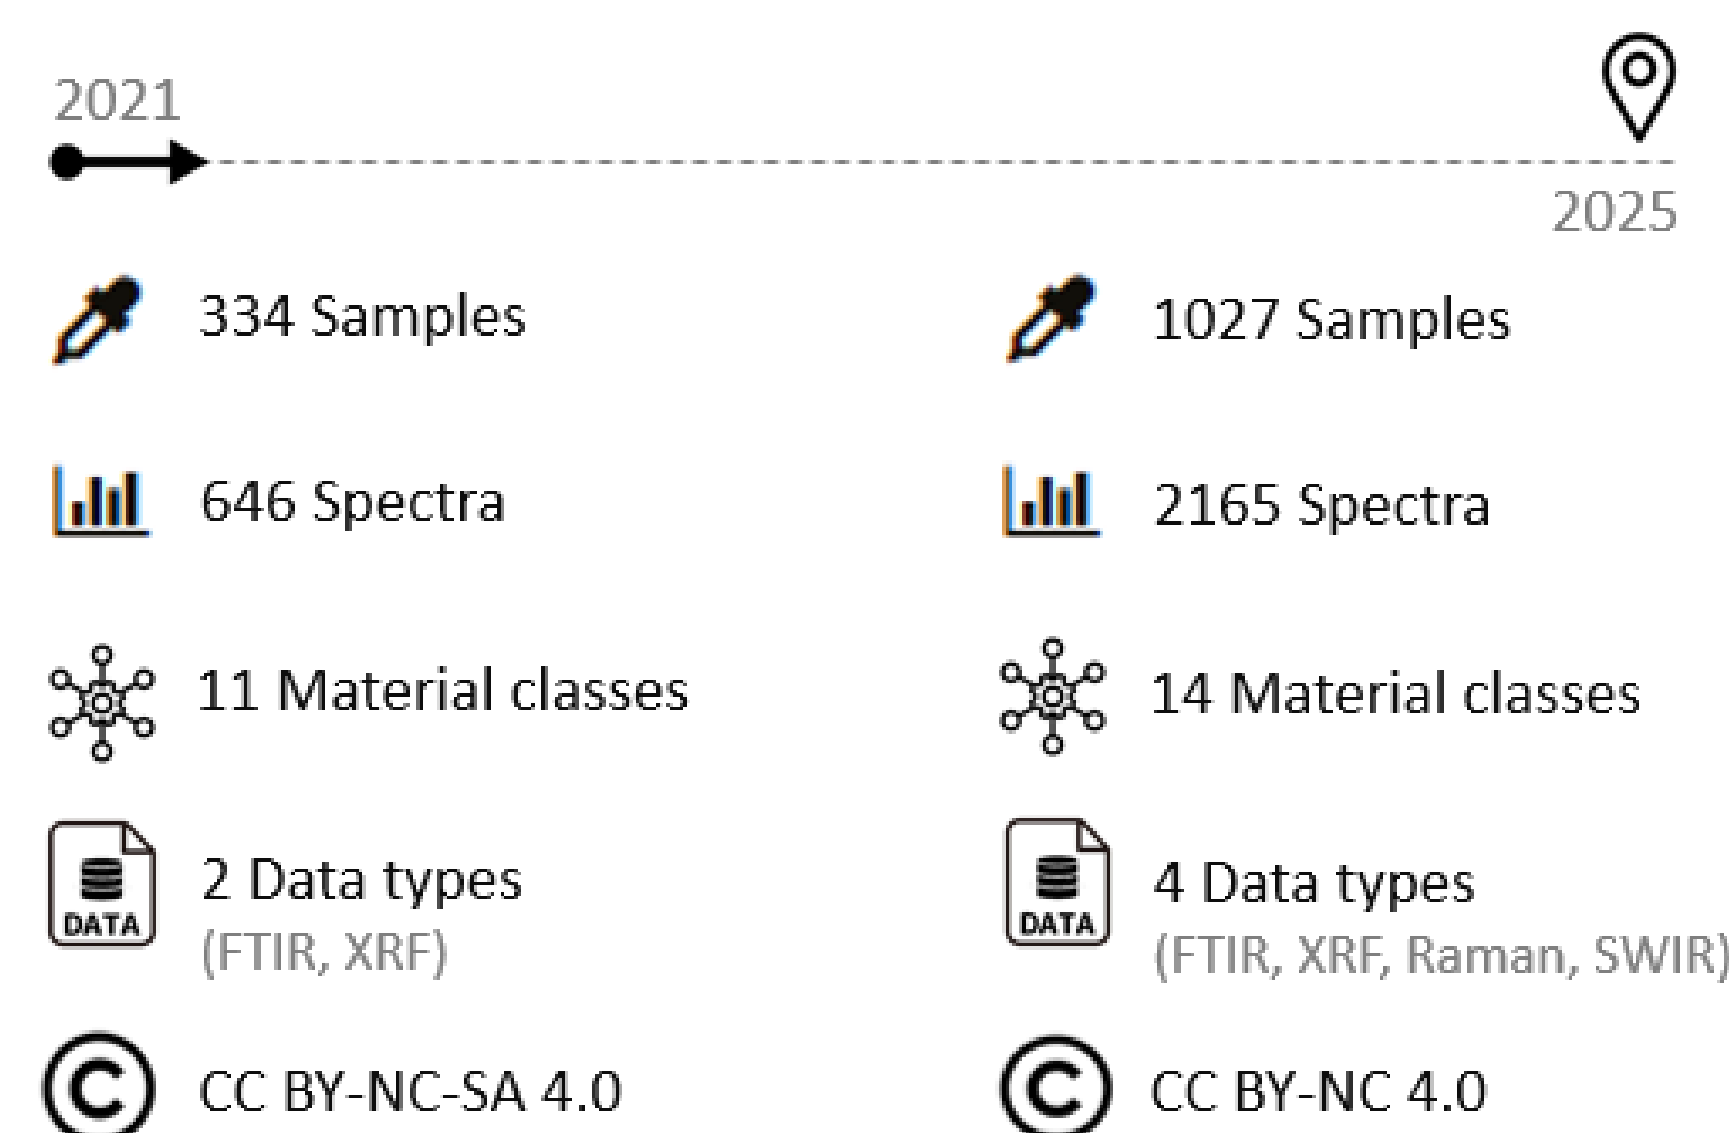 2021
2025
334 Samples
1027 Samples
646 Spectra
2165 Spectra
11 Material classes
14 Material classes
DATA
2 Data types
(FTIR, XRF)
DATA
4 Data types
(FTIR, XRF, Raman, SWIR)
© CC BY-NC-SA 4.0
© CC BY-NC 4.0